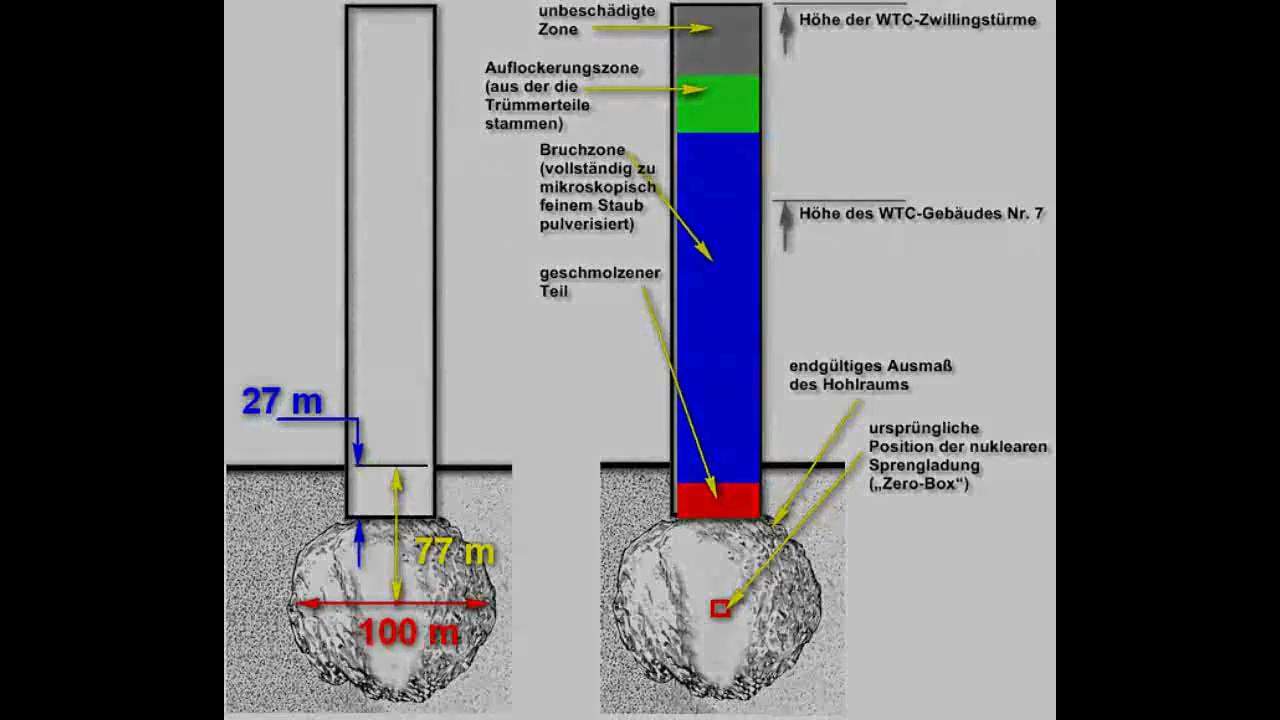 unbeschädigte
Zone
Höhe der WTC-Zwillingstürme
Auflockerungszone
(aus der die
Trümmerteile
stammen)
Bruchzone
(vollständig zu
mikroskopisch
feinem Staub
pulverisiert)
Höhe des WTC-Gebäudes Nr. 7
geschmolzener
Teil
endgültiges Ausmaß
des Hohlraums
27 m
ursprüngliche
Position der nuklearen
Sprengladung
(„Zero-Box“)
77 m
100 m